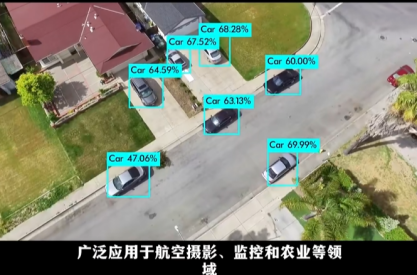 Car 68.28%
Car 67.52%
Car 64.59%
Car 60.00%
Car 63.13%
Car 69.99%
Car 47.06%
广泛应用于航空摄影、监控和农业等领
域